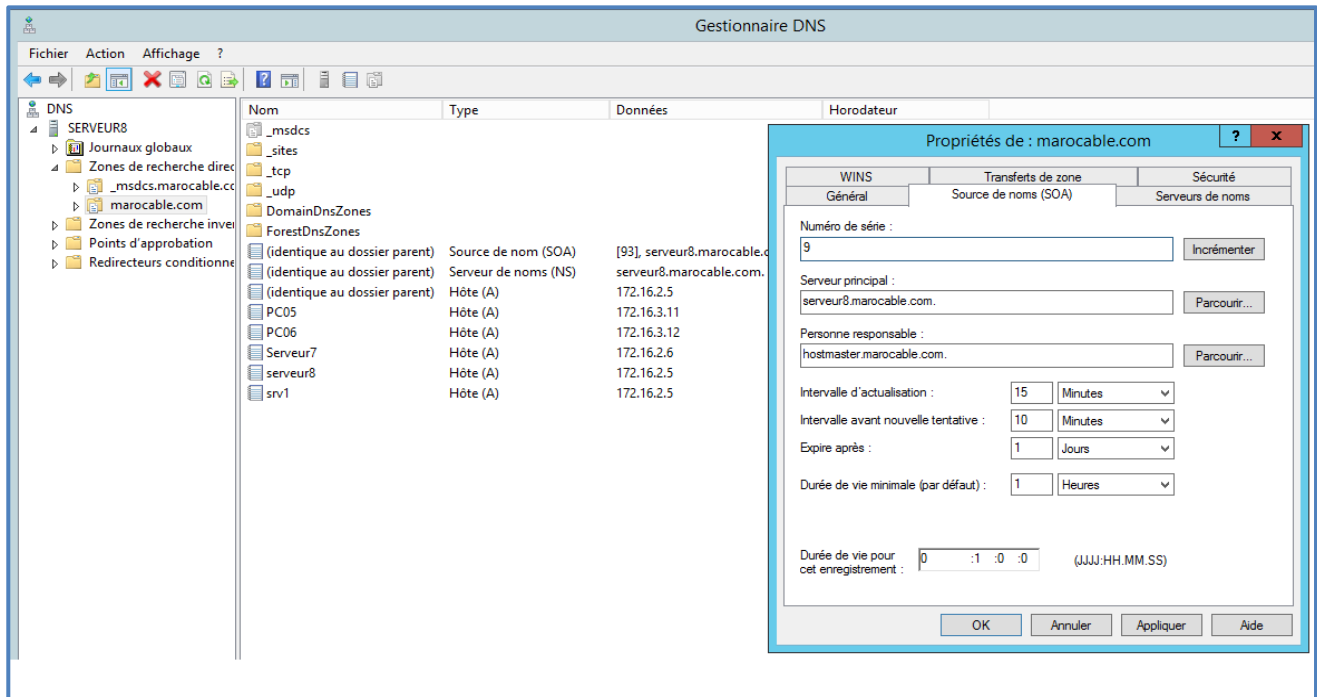 Gestionnaire DNS
Fichier Action Affichage ?
DNS
SERVEUR8
Journaux globaux
Zones de recherche direc
_msdcs.marocable.cc
marocable.com
Zones de recherche inver
Points d'approbation
Redirecteurs conditionne
Nom Type Données Horodateur
_msdcs
_sites
_tcp
_udp
DomainDnsZones
ForestDnsZones
(identique au dossier parent) Source de nom (SOA) [93], serveur8.marocable.c
(identique au dossier parent) Serveur de noms (NS) serveur8.marocable.com.
(identique au dossier parent) Hôte (A) 172.16.2.5
PC05 Hôte (A) 172.16.3.11
PC06 Hôte (A) 172.16.3.12
Serveur7 Hôte (A) 172.16.2.6
serveur8 Hôte (A) 172.16.2.5
srv1 Hôte (A) 172.16.2.5
Propriétés de : marocable.com ? x
WINS Transferts de zone Sécurité
Général Source de noms (SOA) Serveurs de noms
Numéro de série :
9 Incrémenter
Serveur principal :
serveur8.marocable.com. Parcourir...
Personne responsable :
hostmaster.marocable.com. Parcourir...
Intervalle d'actualisation : 15 Minutes
Intervalle avant nouvelle tentative : 10 Minutes
Expire après : 1 Jours
Durée de vie minimale (par défaut) : 1 Heures
Durée de vie pour
cet enregistrement : 0 :1 :0 :0 (JJJJ:HH.MM.SS)
OK Annuler Appliquer Aide